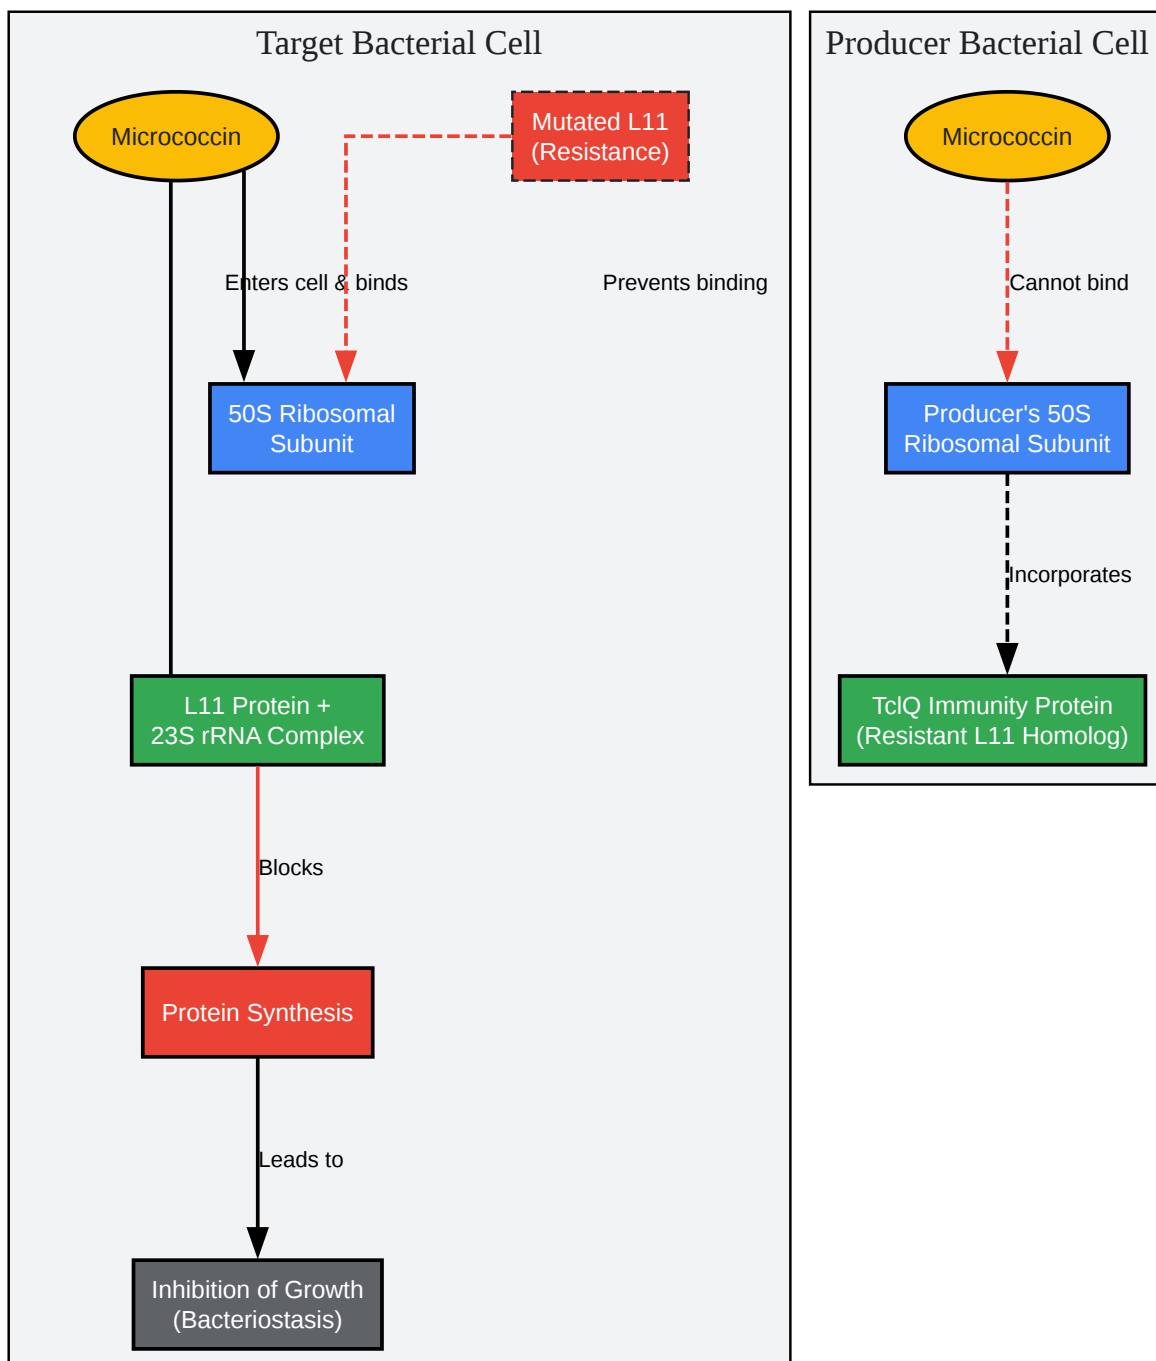 Target Bacterial Cell
Micrococcin
Mutated L11
(Resistance)
Enters cell & binds
Prevents binding
50S Ribosomal
Subunit
L11 Protein +
23S rRNA Complex
Blocks
Protein Synthesis
Leads to
Inhibition of Growth
(Bacteriostasis)
Producer Bacterial Cell
Micrococcin
Cannot bind
Producer's 50S
Ribosomal Subunit
Incorporates
TclQ Immunity Protein
(Resistant L11 Homolog)